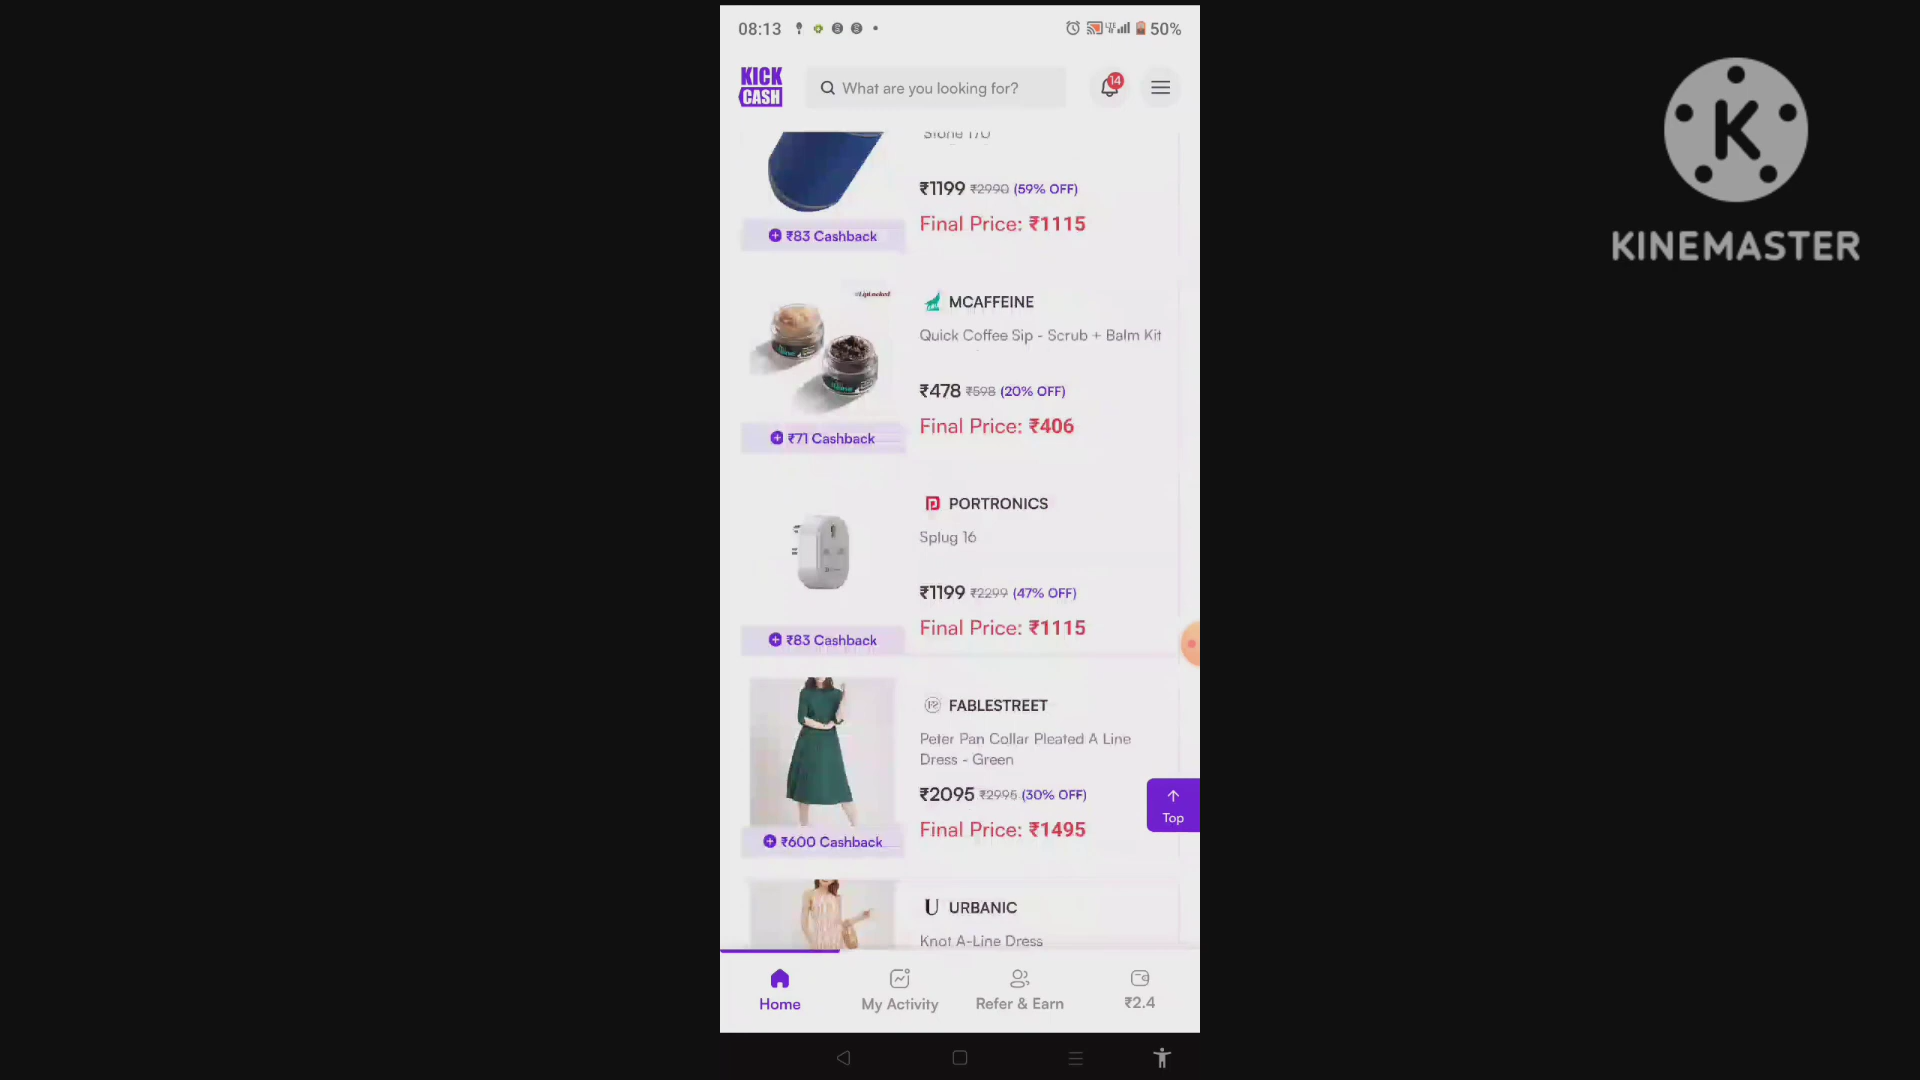 08:13
50%
KICK
CASH
What are you looking for?
14
₹1199 ₹2990 (59% OFF)
Final Price: ₹1115
₹83 Cashback
MCAFFEINE
Quick Coffee Sip - Scrub + Balm Kit
₹478 ₹598 (20% OFF)
Final Price: ₹406
₹71 Cashback
PORTRONICS
Splug 16
₹1199 ₹2299 (47% OFF)
Final Price: ₹1115
₹83 Cashback
FABLESTREET
Peter Pan Collar Pleated A Line
Dress - Green
₹2095 ₹2995 (30% OFF)
Final Price: ₹1495
₹600 Cashback
Top
U URBANIC
Knot A-Line Dress
Home
My Activity
Refer & Earn
₹2.4
K
KINEMASTER